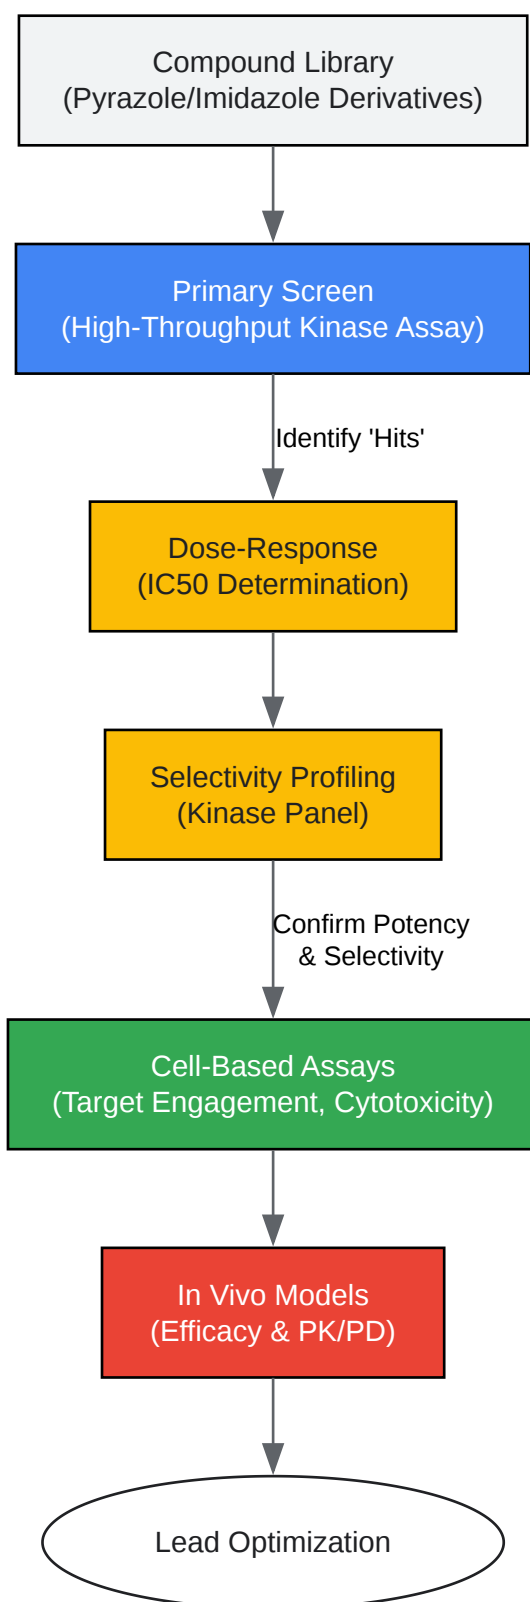 Compound Library
(Pyrazole/Imidazole Derivatives)
Primary Screen
(High-Throughput Kinase Assay)
Identify 'Hits'
Dose-Response
(IC50 Determination)
Selectivity Profiling
(Kinase Panel)
Confirm Potency
& Selectivity
Cell-Based Assays
(Target Engagement, Cytotoxicity)
In Vivo Models
(Efficacy & PK/PD)
Lead Optimization